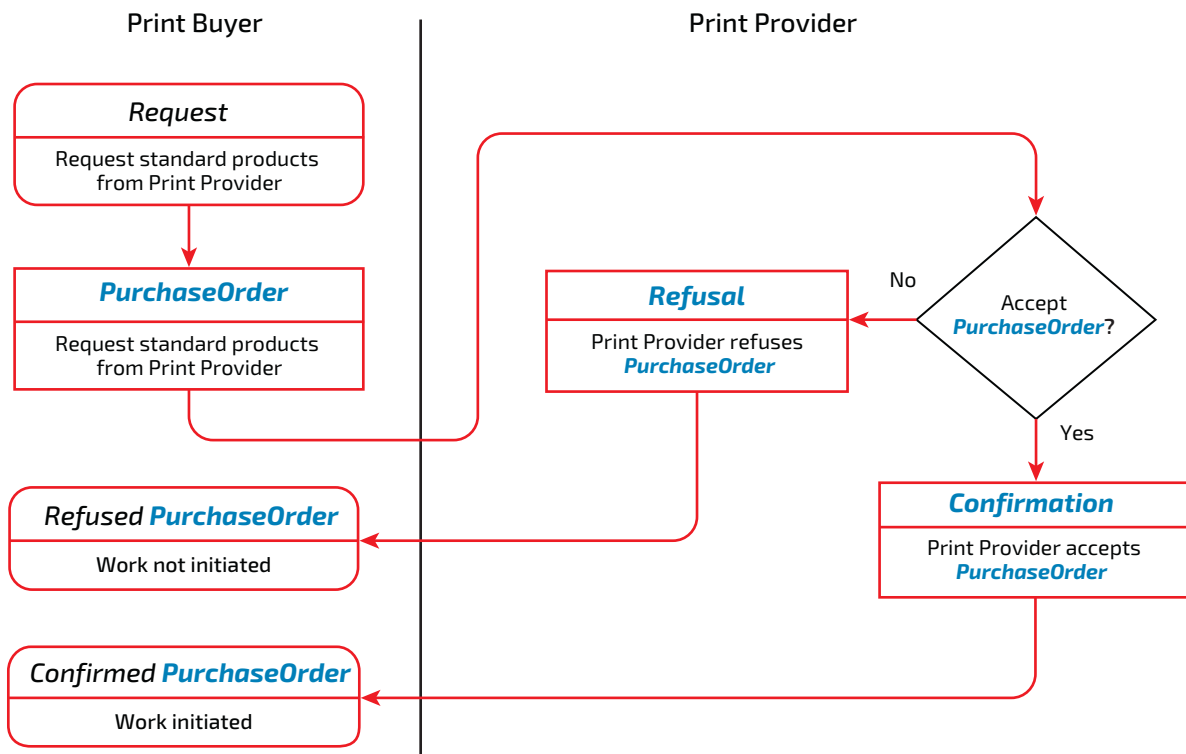 Print Buyer
Print Provider
Request
Request standard products
from Print Provider
PurchaseOrder
Request standard products
from Print Provider
Refusal
Print Provider refuses
PurchaseOrder
No
Accept
PurchaseOrder?
Yes
Refused PurchaseOrder
Work not initiated
Confirmation
Print Provider accepts
PurchaseOrder
Confirmed PurchaseOrder
Work initiated